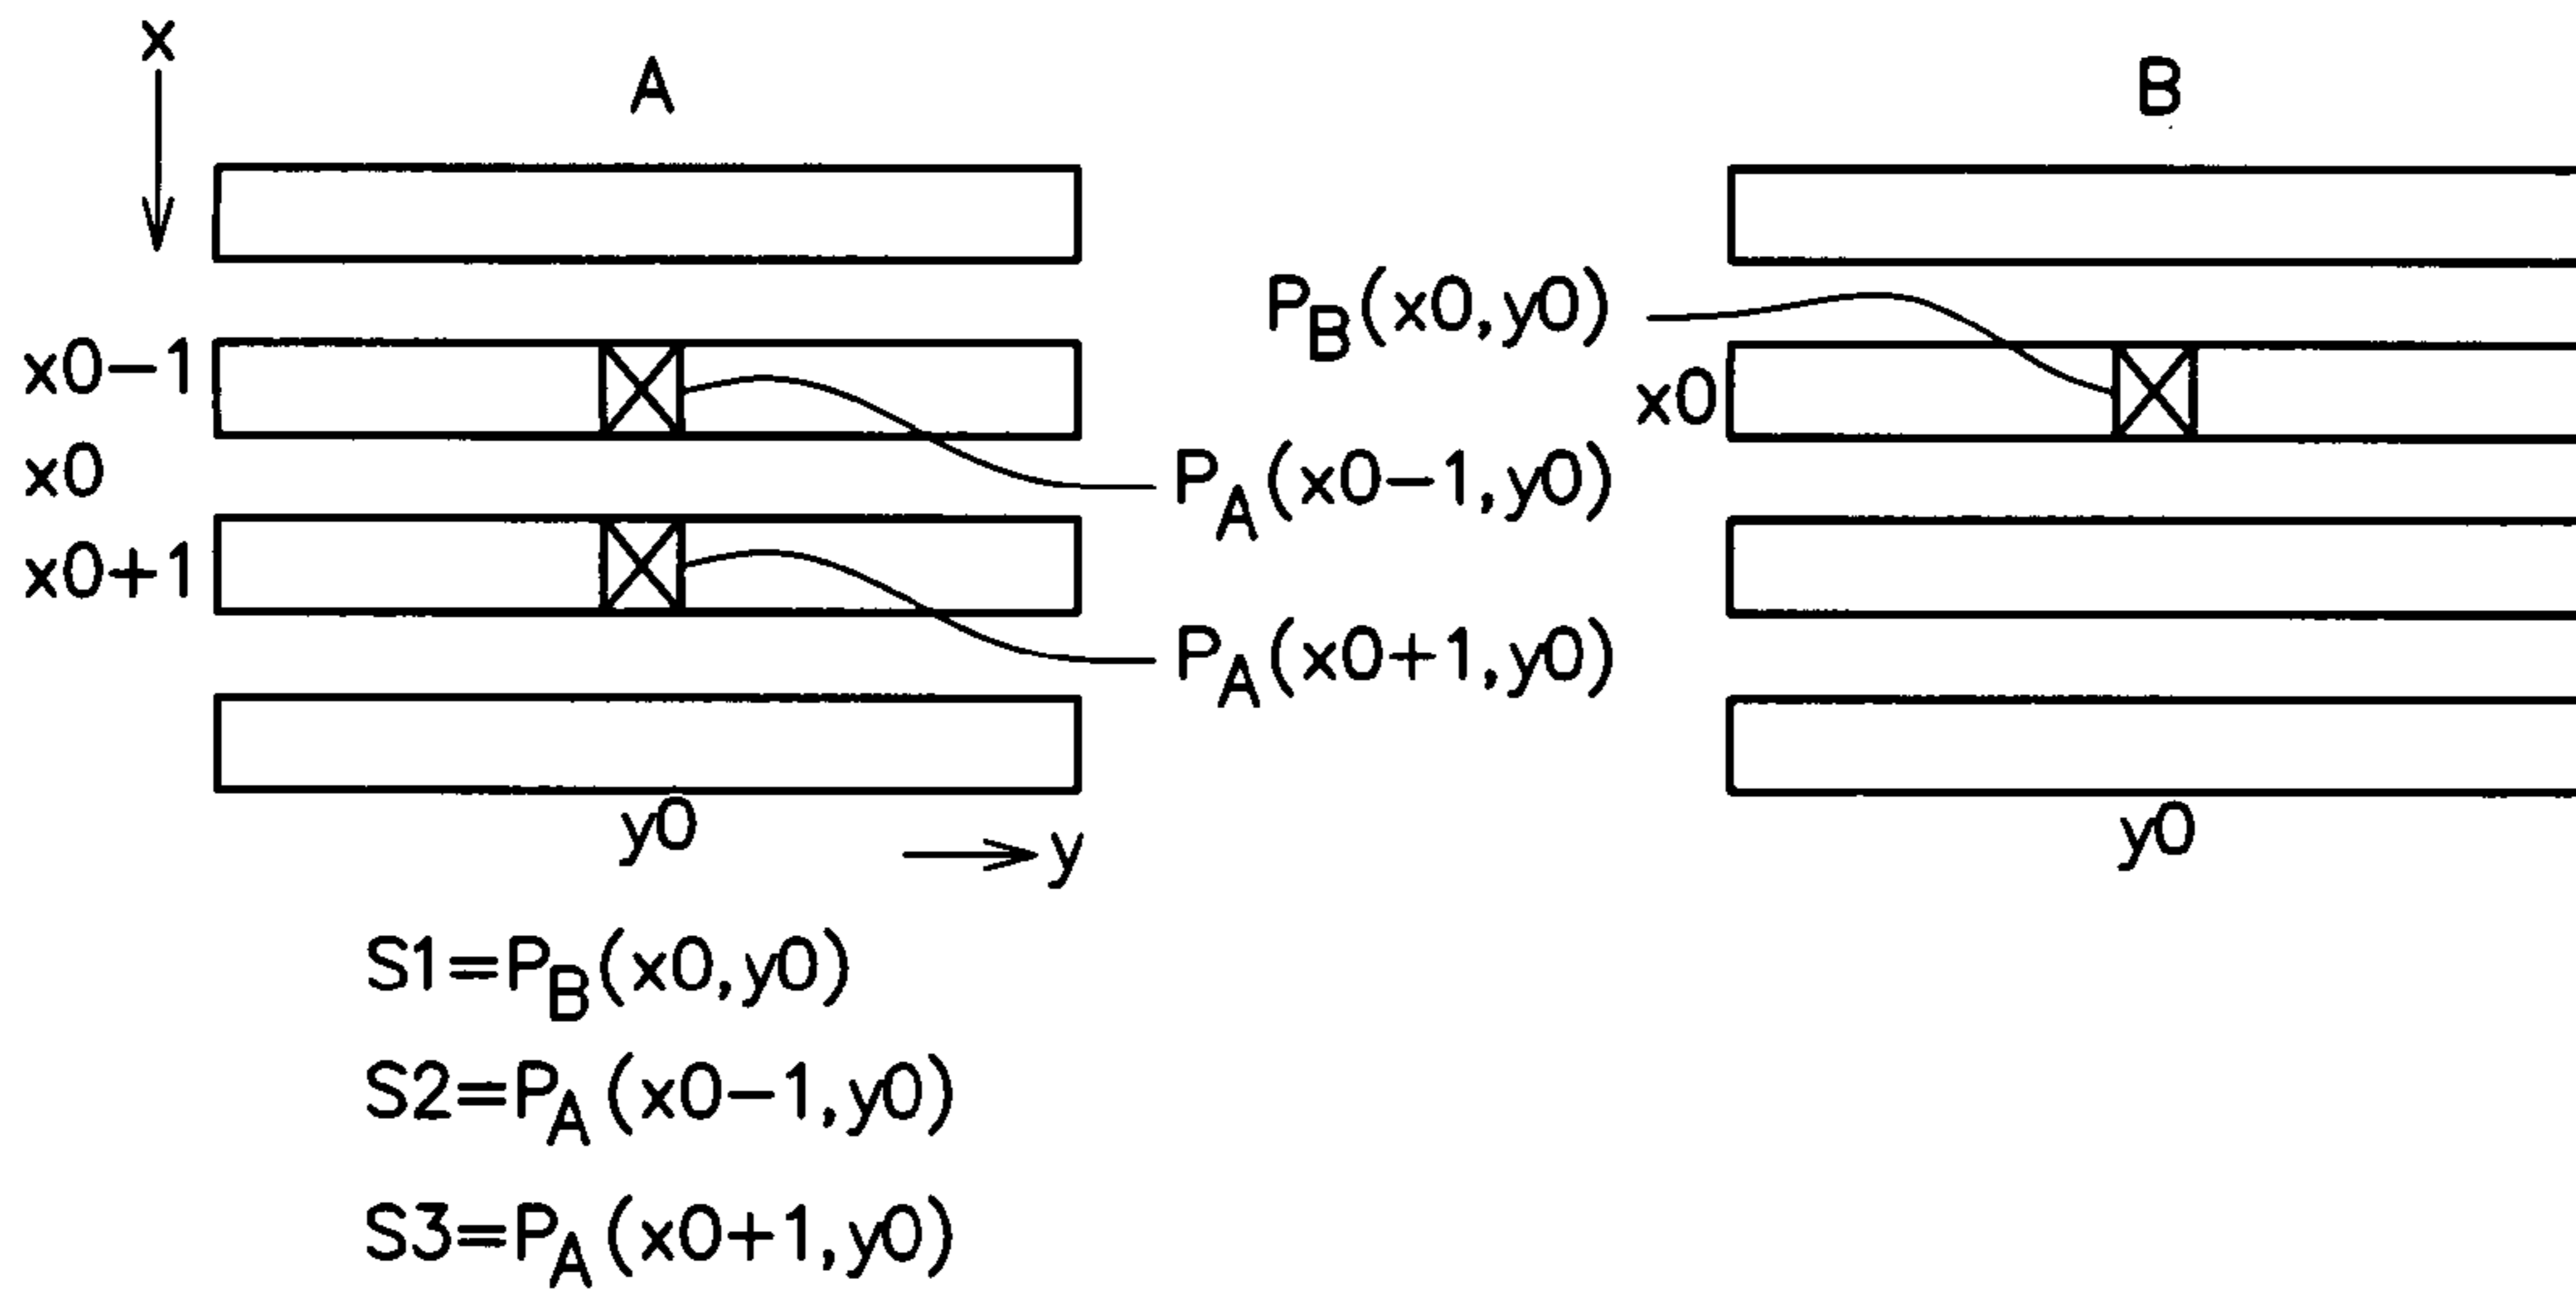 x
A
B
P_B(x0,y0)
x0-1
x0
x0
P_A(x0-1,y0)
x0+1
P_A(x0+1,y0)
y0
y
y0
S1=P_B(x0,y0)
S2=P_A(x0-1,y0)
S3=P_A(x0+1,y0)